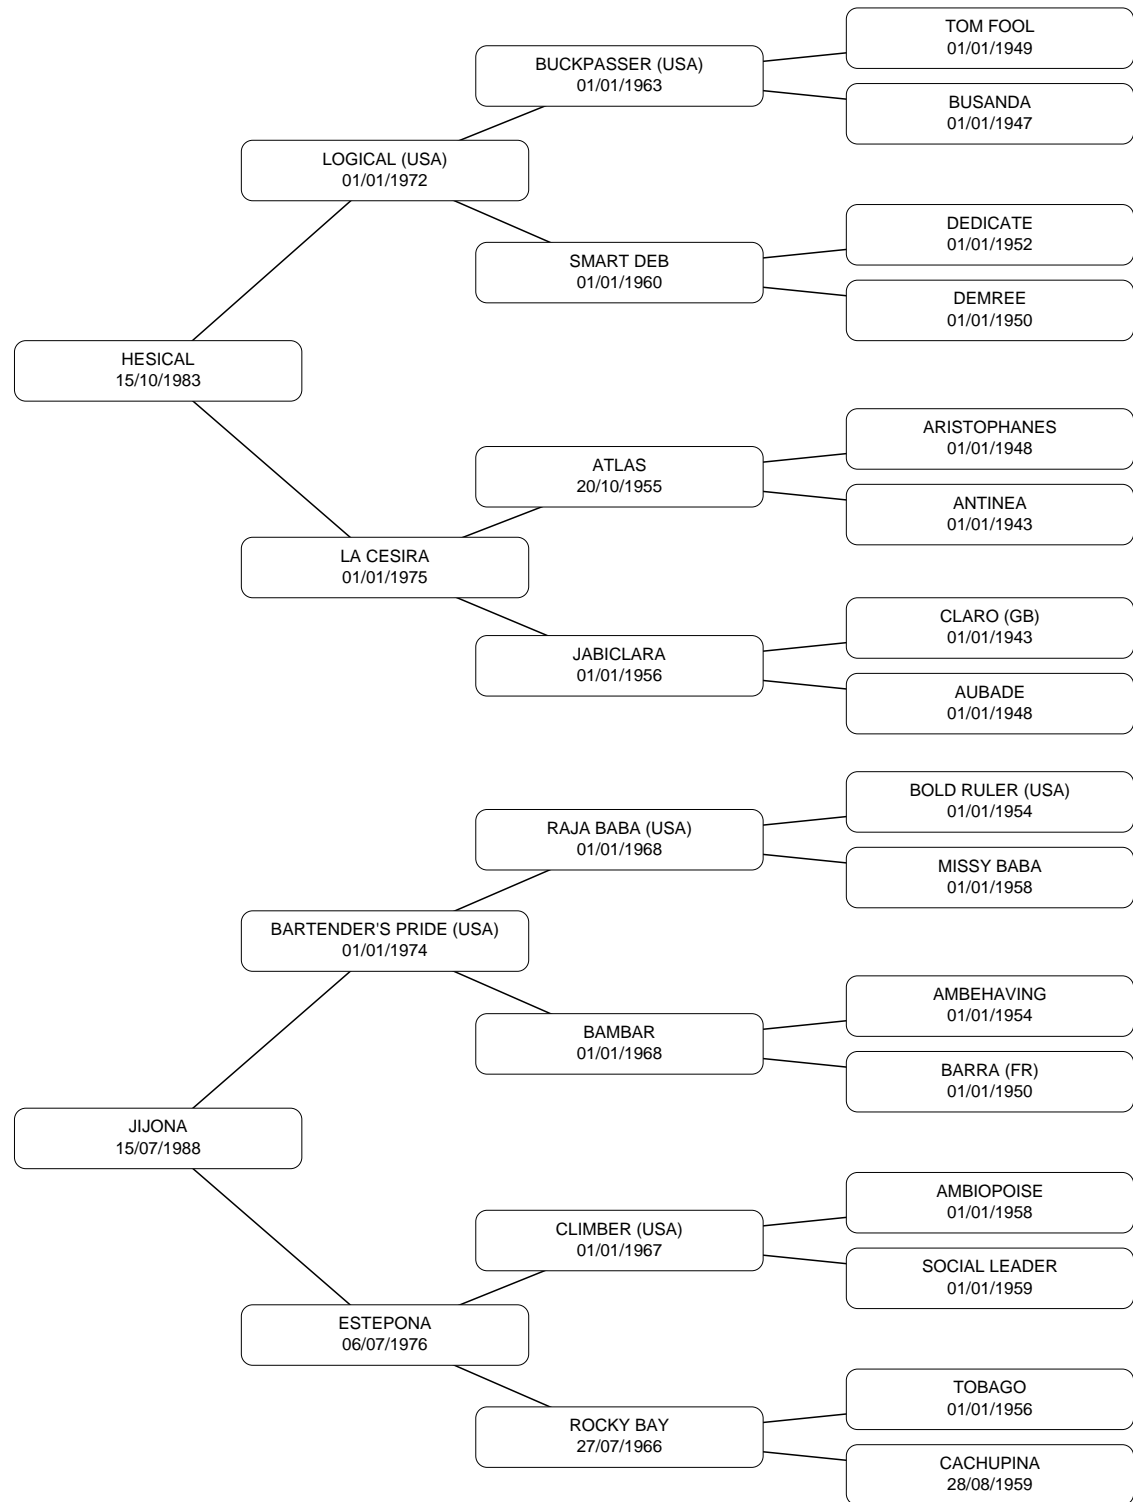 TOM FOOL
01/01/1949
BUCKPASSER (USA)
01/01/1963
BUSANDA
01/01/1947
LOGICAL (USA)
01/01/1972
DEDICATE
01/01/1952
SMART DEB
01/01/1960
DEMREE
01/01/1950
HESICAL
15/10/1983
ARISTOPHANES
01/01/1948
ATLAS
20/10/1955
ANTINEA
01/01/1943
LA CESIRA
01/01/1975
CLARO (GB)
01/01/1943
JABICLARA
01/01/1956
AUBADE
01/01/1948
BOLD RULER (USA)
01/01/1954
RAJA BABA (USA)
01/01/1968
MISSY BABA
01/01/1958
BARTENDER'S PRIDE (USA)
01/01/1974
AMBEHAVING
01/01/1954
BAMBAR
01/01/1968
BARRA (FR)
01/01/1950
JIJONA
15/07/1988
AMBIOPOISE
01/01/1958
CLIMBER (USA)
01/01/1967
SOCIAL LEADER
01/01/1959
ESTEPONA
06/07/1976
TOBAGO
01/01/1956
ROCKY BAY
27/07/1966
CACHUPINA
28/08/1959